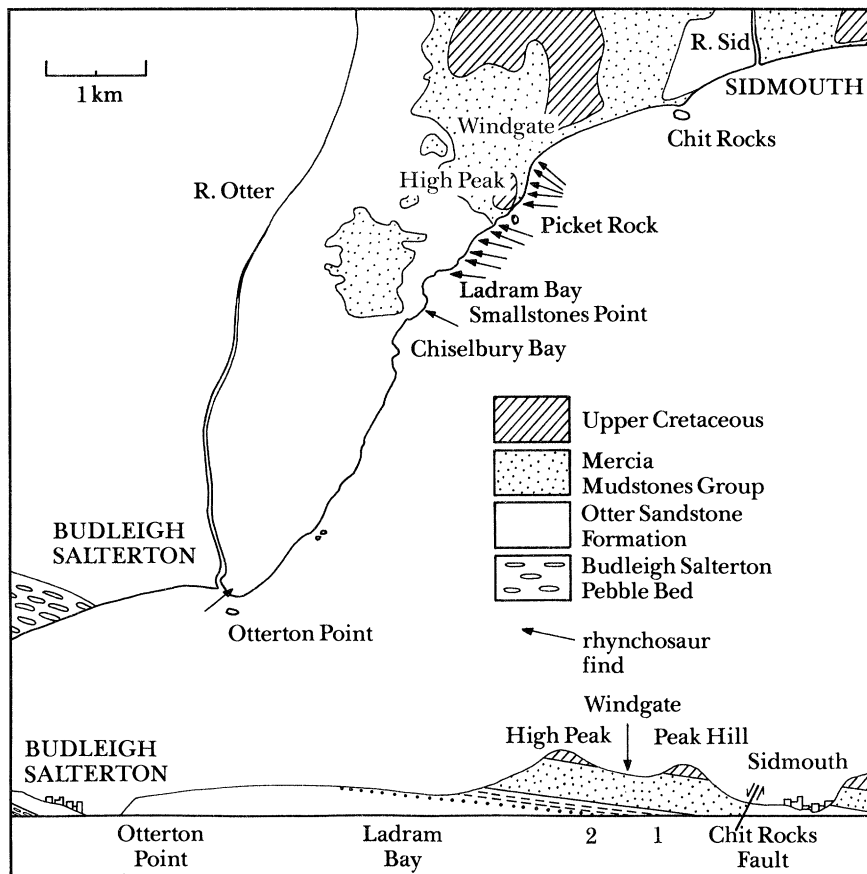 1 km
R. Sid
SIDMOUTH
Windgate
Chit Rocks
R. Otter
High Peak
Picket Rock
Ladram Bay
Smallstones Point
Chiselbury Bay
Upper Cretaceous
Mercia
Mudstones Group
Otter Sandstone
Formation
Budleigh Salterton
Pebble Bed
BUDLEIGH
SALTERTON
Otterton Point
rhynchosaur
find
Windgate
BUDLEIGH
SALTERTON
High Peak
Peak Hill
Sidmouth
Otterton
Point
Ladram
Bay
2
1
Chit Rocks
Fault